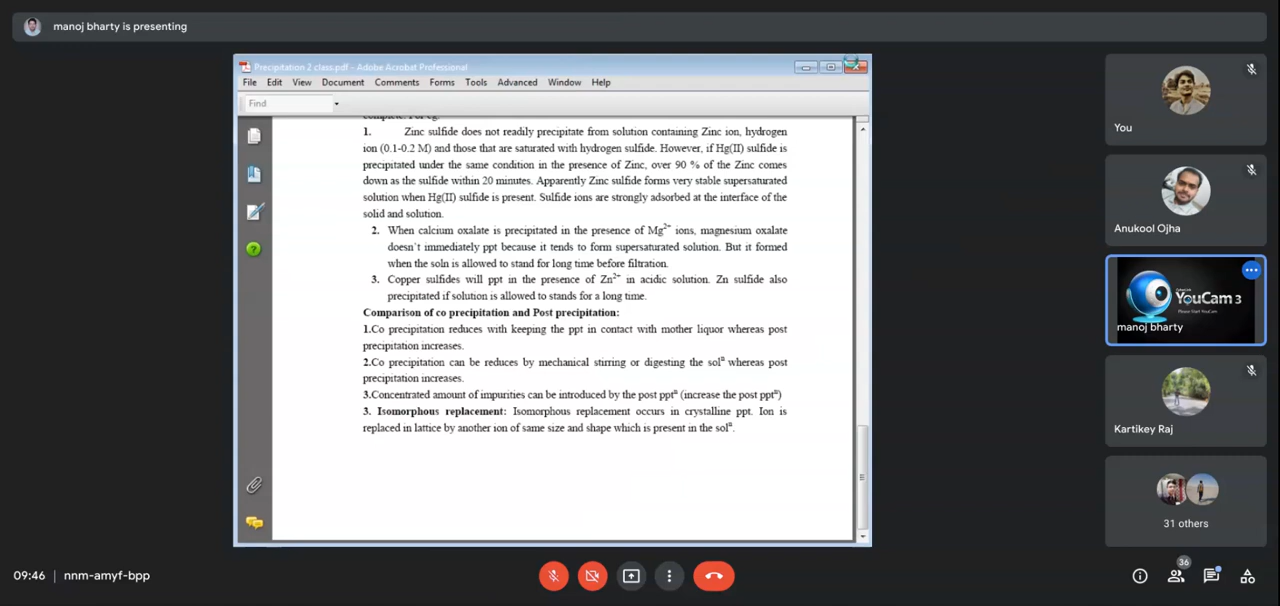 manoj bharty is presenting
Precipitation 2 class.pdf - Adobe Acrobat Professional
File Edit View Document Comments Forms Tools Advanced Window Help
Find
complete. For eg.
1. Zinc sulfide does not readily precipitate from solution containing Zinc ion, hydrogen
ion (0.1-0.2 M) and those that are saturated with hydrogen sulfide. However, if Hg(II) sulfide is
precipitated under the same condition in the presence of Zinc, over 90 % of the Zinc comes
down as the sulfide within 20 minutes. Apparently Zinc sulfide forms very stable supersaturated
solution when Hg(II) sulfide is present. Sulfide ions are strongly adsorbed at the interface of the
solid and solution.
2. When calcium oxalate is precipitated in the presence of Mg²⁺ ions, magnesium oxalate
doesn't immediately ppt because it tends to form supersaturated solution. But it formed
when the soln is allowed to stand for long time before filtration.
3. Copper sulfides will ppt in the presence of Zn²⁺ in acidic solution. Zn sulfide also
precipitated if solution is allowed to stands for a long time.
Comparison of co precipitation and Post precipitation:
1.Co precipitation reduces with keeping the ppt in contact with mother liquor whereas post
precipitation increases.
2.Co precipitation can be reduces by mechanical stirring or digesting the solⁿ whereas post
precipitation increases.
3.Concentrated amount of impurities can be introduced by the post pptⁿ (increase the post pptⁿ)
3. Isomorphous replacement: Isomorphous replacement occurs in crystalline ppt. Ion is
replaced in lattice by another ion of same size and shape which is present in the solⁿ.
You
Anukool Ojha
YouCam 3
Please Start YouCam
manoj bharty
Kartikey Raj
31 others
09:46 | nnm-amyf-bpp
36